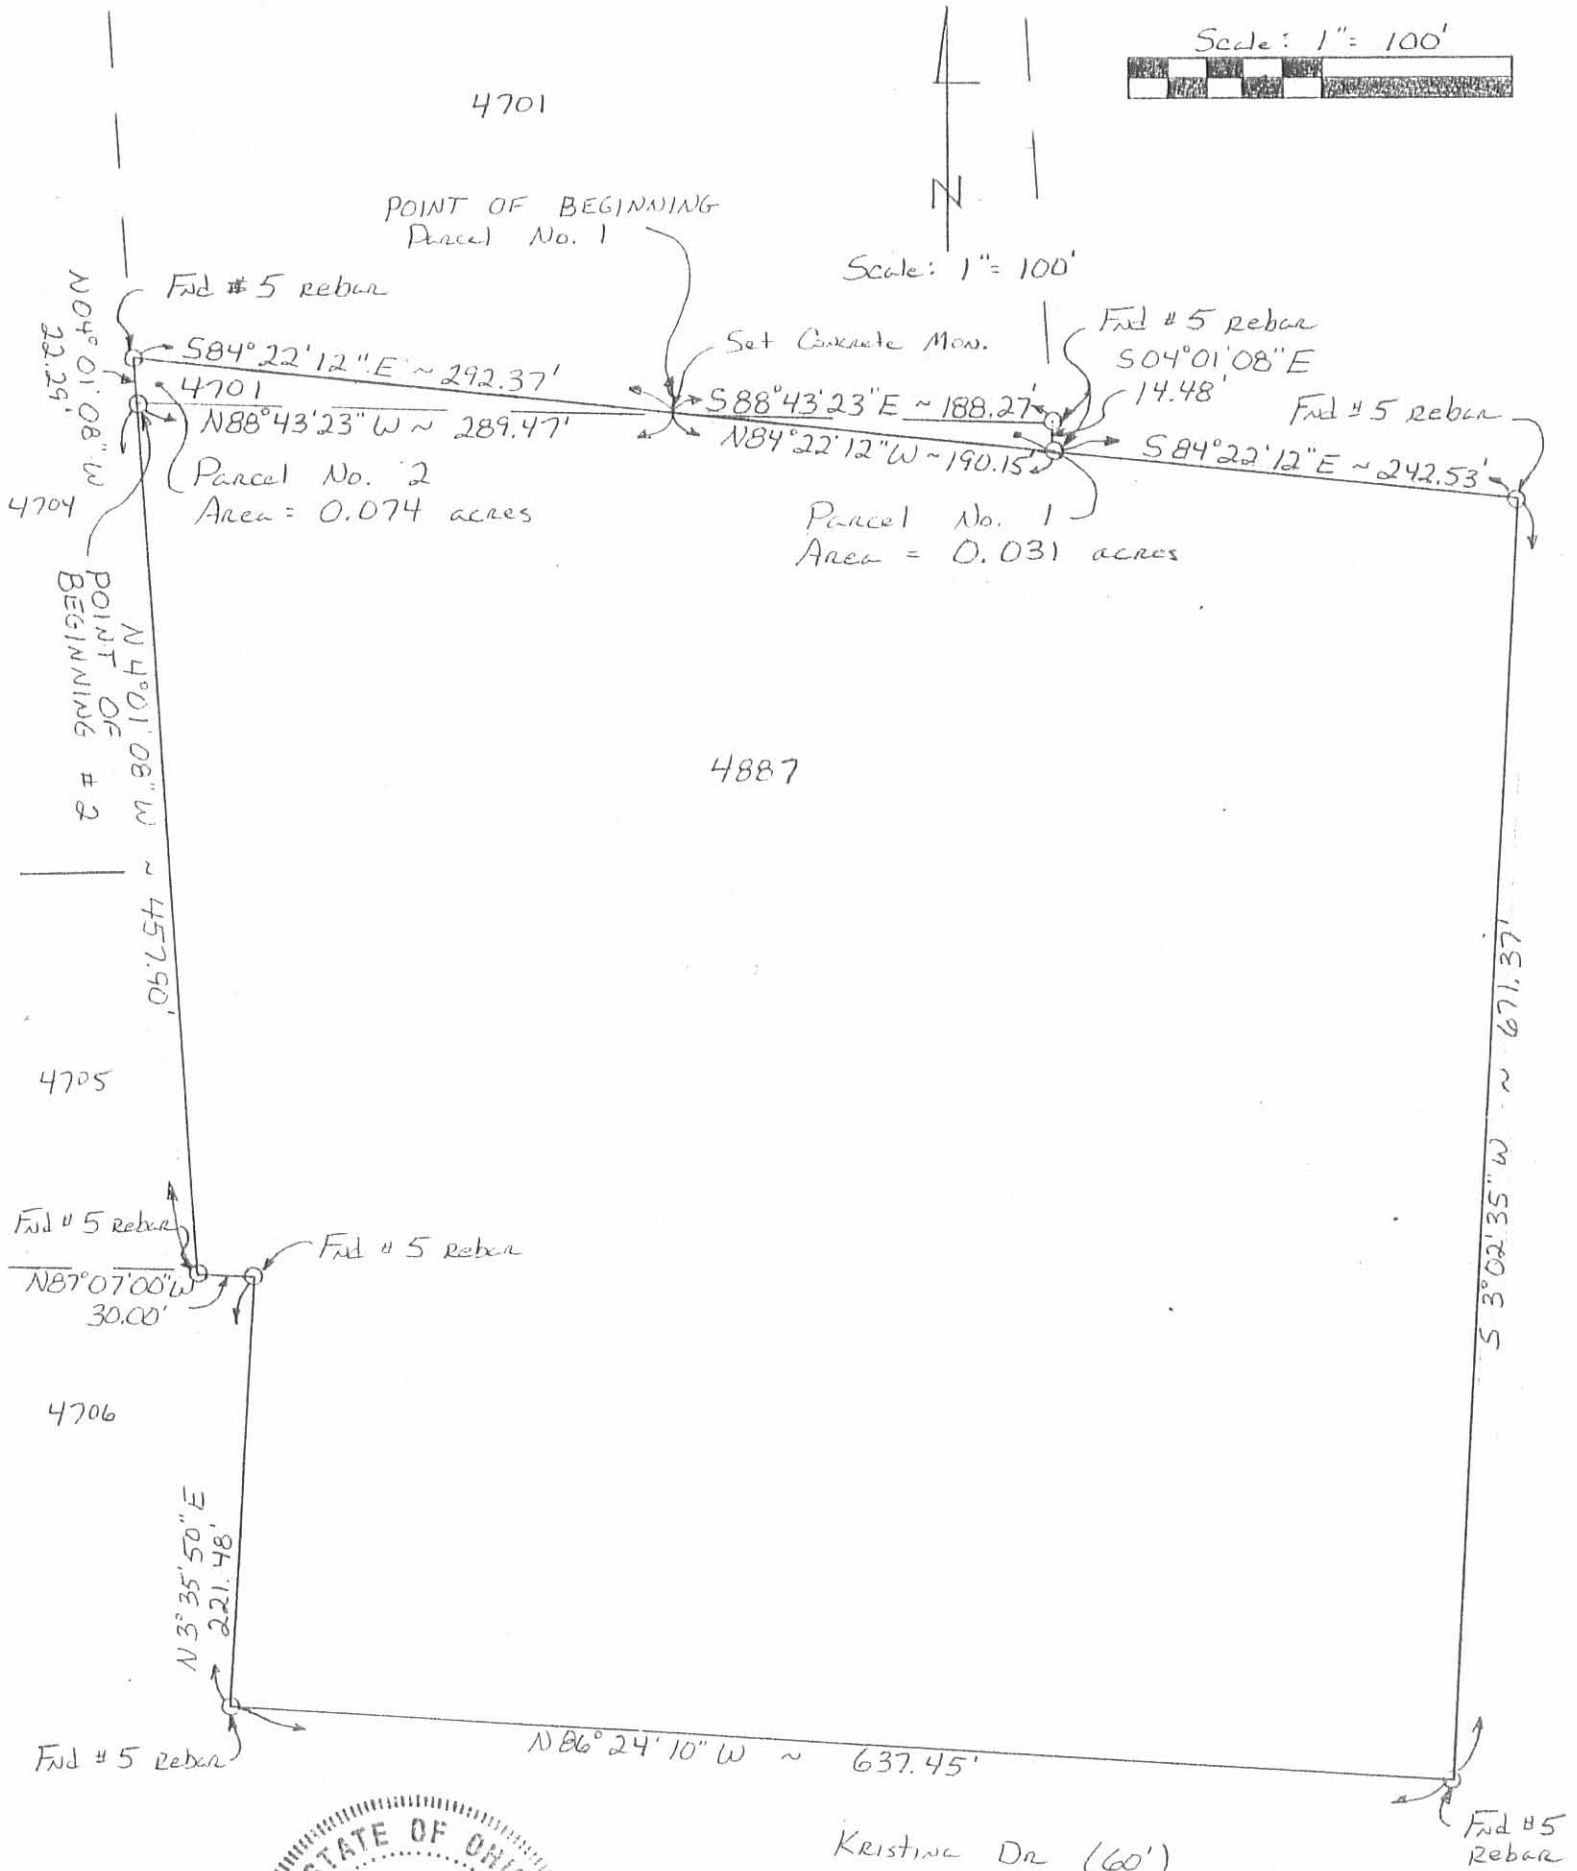 Scale: 1"= 100'
4701
POINT OF BEGINNING
Parcel No. 1
N
Scale: 1"= 100'
Fnd # 5 rebar
Fnd # 5 Rebar
S04°01'08"E
14.48'
Set Concrete Mon.
Fnd # 5 rebar
N04°01'08"W
22.29'
S84°22'12".E ~ 292.37'
4701
N88°43'23"W ~ 289.47'
S88°43'23"E ~ 188.27'
N84°22'12"W ~ 190.15'
S84°22'12"E ~ 242.53'
Parcel No. 2
Area = 0.074 acres
4704
Parcel No. 1
Area = 0.031 acres
POINT OF
BEGINNING # 2
N 4°01'08" W ~ 457.90'
4887
S 3°02'35" W ~ 671.37'
4705
Fnd # 5 Rebar
Fnd # 5 Rebar
N87°07'00"W
30.00'
4706
N3°35'50"E
221.48'
Fnd # 5 Rebar
N86°24'10" W ~ 637.45'
Fnd #5
Rebar
STATE OF OHIO
Kristina Dr (60')